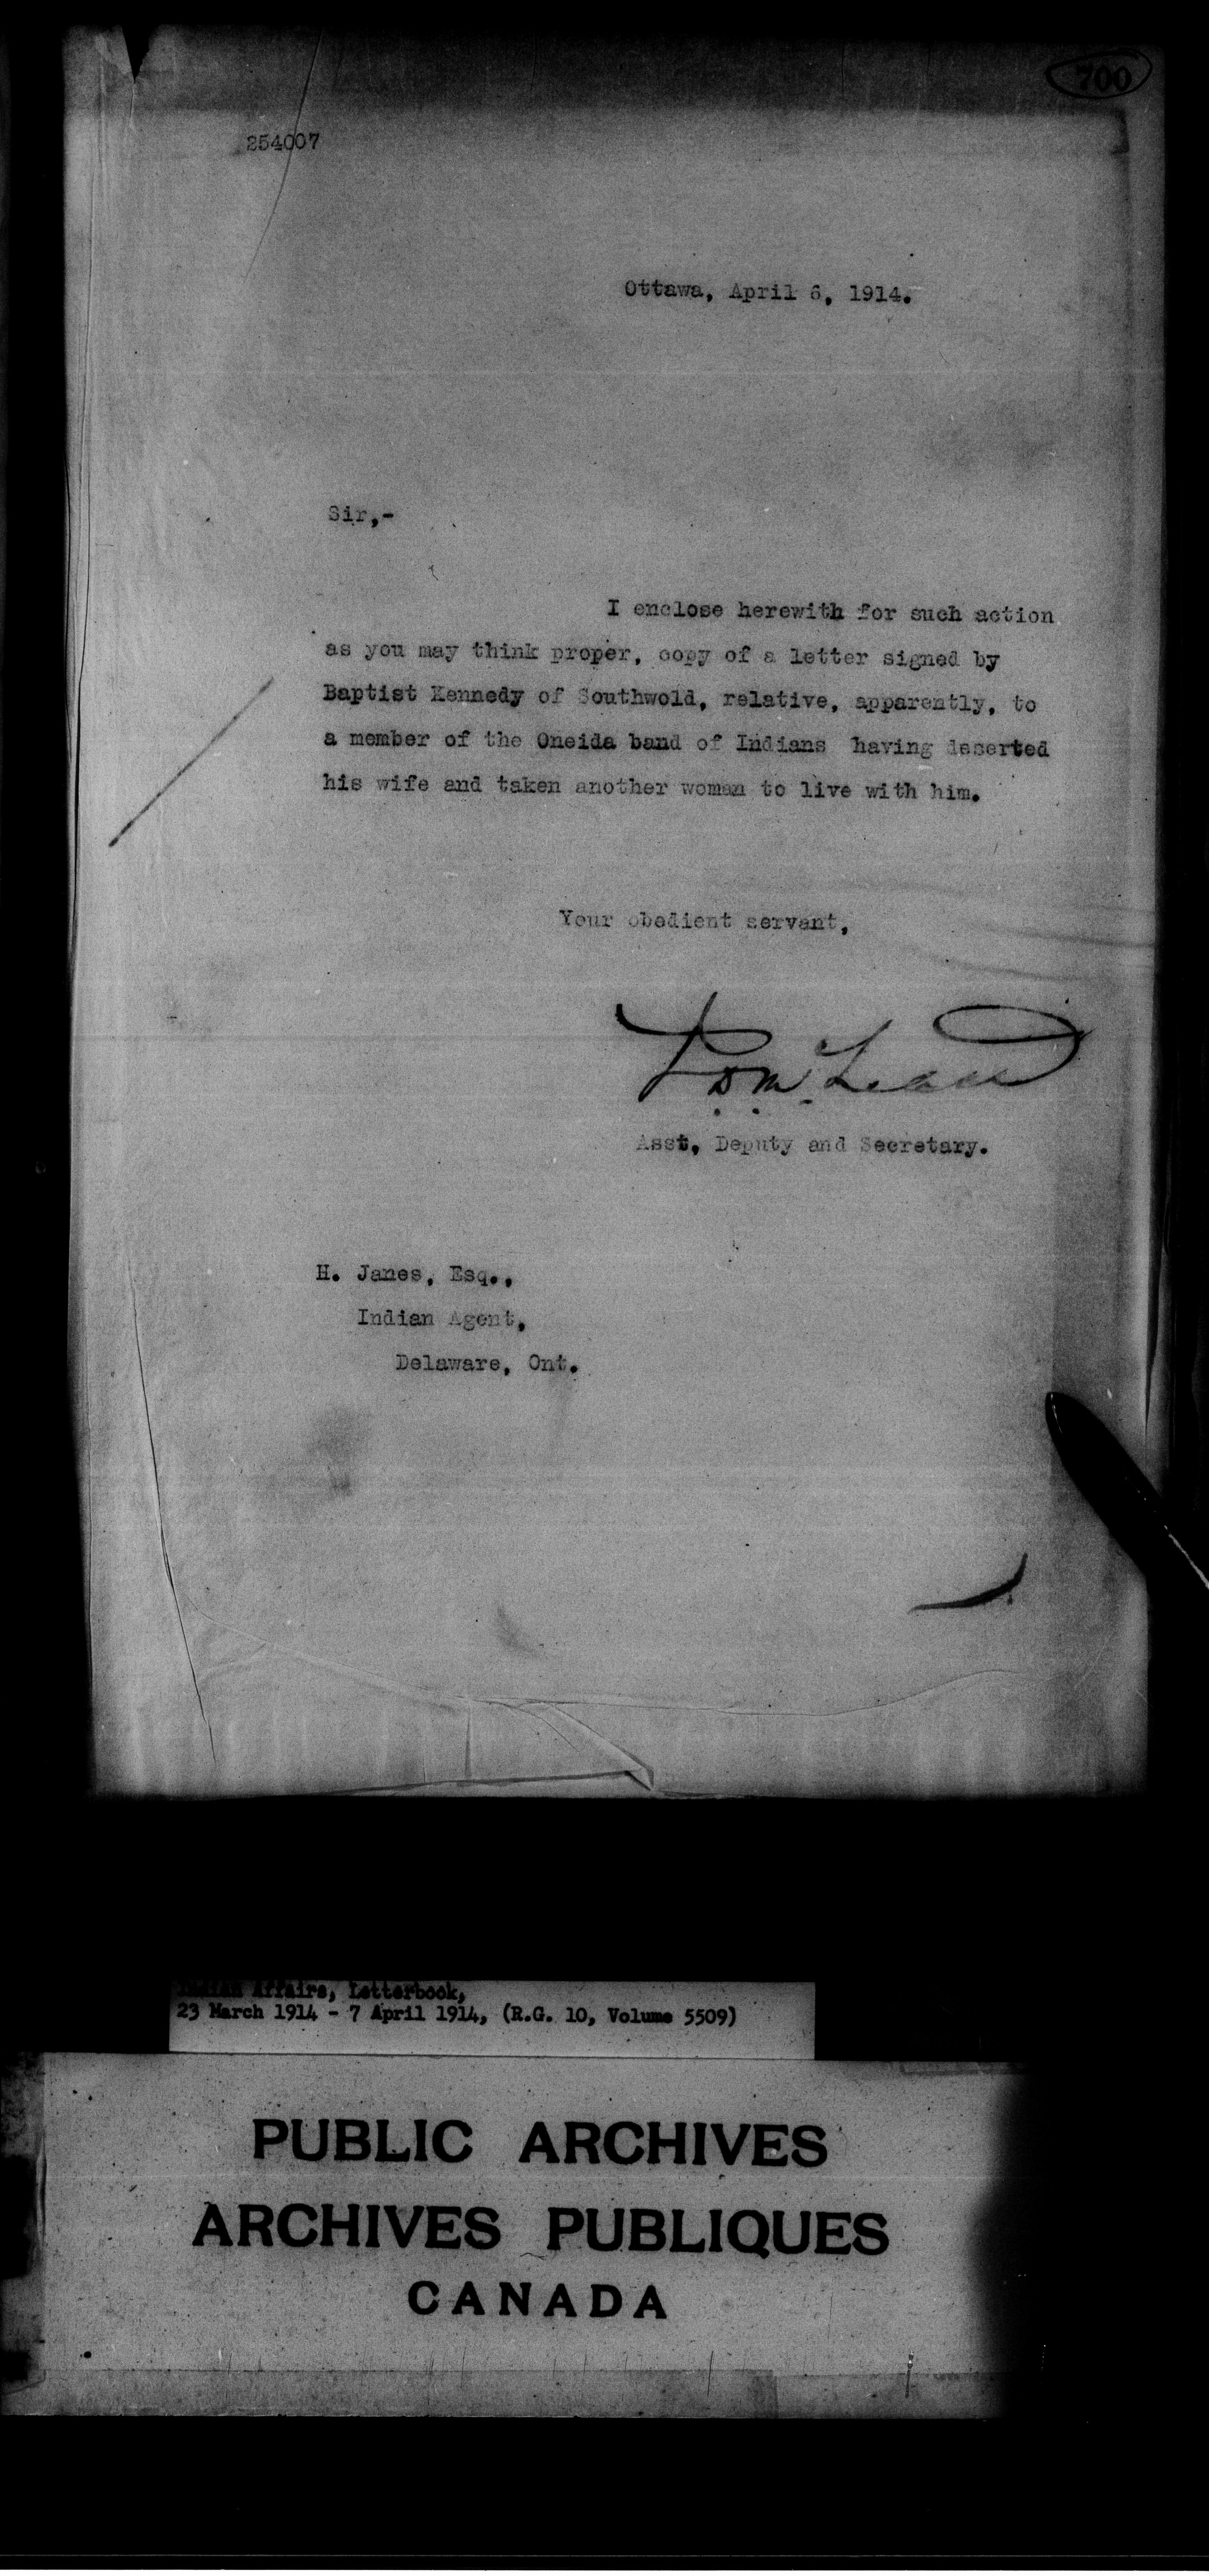 700
254007
Ottawa, April 6, 1914.
Sir,-
I enclose herewith for such action
as you may think proper, copy of a letter signed by
Baptist Kennedy of Southwold, relative, apparently, to
a member of the Oneida band of Indians having deserted
his wife and taken another woman to live with him.
Your obedient servant,
Asst, Deputy and Secretary.
H. Janes, Esq.,
Indian Agent,
Delaware, Ont.
Indian Affairs, Letterbook,
23 March 1914 - 7 April 1914, (R.G. 10, Volume 5509)
PUBLIC ARCHIVES
ARCHIVES PUBLIQUES
CANADA